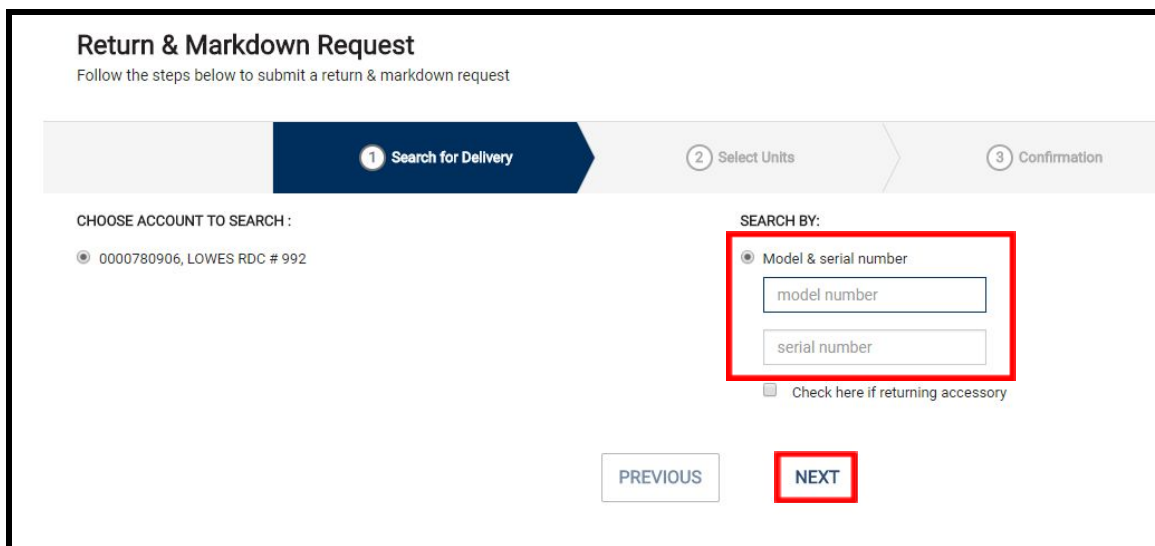 Return & Markdown Request
Follow the steps below to submit a return & markdown request
1 Search for Delivery
2 Select Units
3 Confirmation
CHOOSE ACCOUNT TO SEARCH :
0000780906, LOWES RDC # 992
SEARCH BY:
Model & serial number
model number
serial number
Check here if returning accessory
PREVIOUS
NEXT